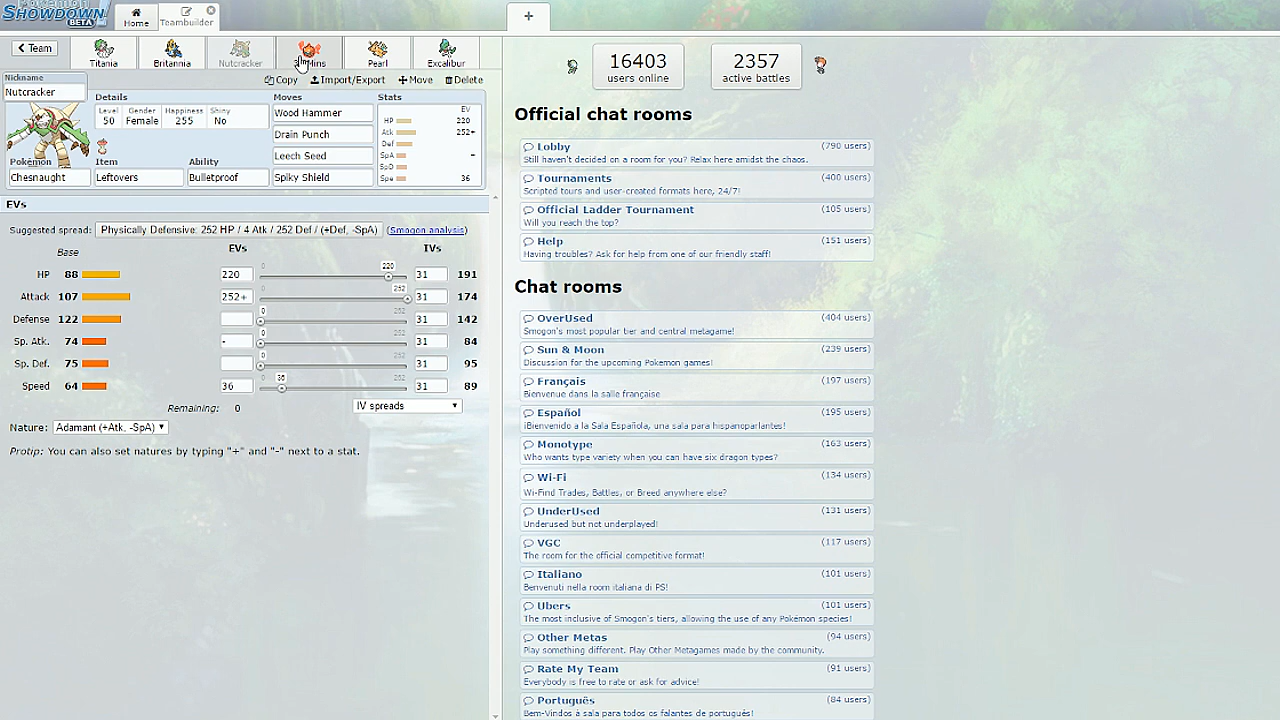 Pokémon
SHOWDOWN!
BETA
Home
Teambuilder
+
Team
Titania
Britannia
Nutcracker
Pearl
Excalibur
Copy
Import/Export
Move
Delete
Nickname
Nutcracker
Details
Level
50
Gender
Female
Happiness
255
Shiny
No
Pokémon
Chesnaught
Item
Leftovers
Ability
Bulletproof
Moves
Wood Hammer
Drain Punch
Leech Seed
Spiky Shield
Stats
EV
HP 220
Atk 252+
Def
SpA -
SpD
Spe 36
EVs
Suggested spread: Physically Defensive: 252 HP / 4 Atk / 252 Def / (+Def, -SpA) (Smogon analysis)
Base EVs IVs
HP 88 220 0 220 31 191
Attack 107 252+ 0 252 31 174
Defense 122 0 252 31 142
Sp. Atk. 74 - 0 252 31 84
Sp. Def. 75 0 252 31 95
Speed 64 36 0 36 252 31 89
Remaining: 0 IV spreads
Nature: Adamant (+Atk, -SpA)
Protip: You can also set natures by typing "+" and "-" next to a stat.
16403
users online
2357
active battles
Official chat rooms
Lobby (790 users)
Still haven't decided on a room for you? Relax here amidst the chaos.
Tournaments (400 users)
Scripted tours and user-created formats here, 24/7!
Official Ladder Tournament (105 users)
Will you reach the top?
Help (151 users)
Having troubles? Ask for help from one of our friendly staff!
Chat rooms
OverUsed (404 users)
Smogon's most popular tier and central metagame!
Sun & Moon (239 users)
Discussion for the upcoming Pokemon games!
Français (197 users)
Bienvenue dans la salle française
Español (195 users)
¡Bienvenido a la Sala Española, una sala para hispanoparlantes!
Monotype (163 users)
Who wants type variety when you can have six dragon types?
Wi-Fi (134 users)
Wi-Find Trades, Battles, or Breed anywhere else?
UnderUsed (131 users)
Underused but not underplayed!
VGC (117 users)
The room for the official competitive format!
Italiano (101 users)
Benvenuti nella room italiana di PS!
Ubers (101 users)
The most inclusive of Smogon's tiers, allowing the use of any Pokémon species!
Other Metas (94 users)
Play something different. Play Other Metagames made by the community.
Rate My Team (91 users)
Everybody is free to rate or ask for advice!
Português (84 users)
Bem-Vindos à sala para todos os falantes de português!